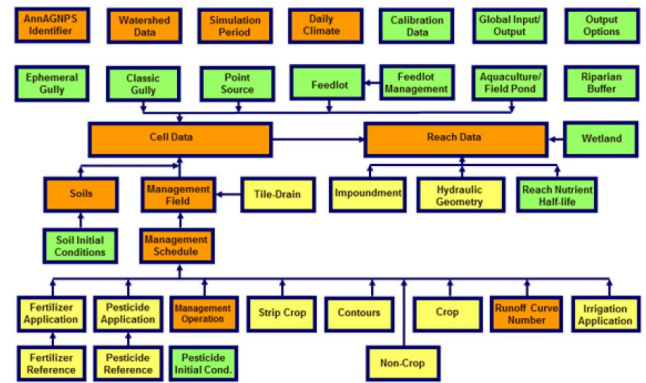 AnnAGNPS
Identifier
Watershed
Data
Simulation
Period
Daily
Climate
Calibration
Data
Global Input/
Output
Output
Options
Ephemeral
Gully
Classic
Gully
Point
Source
Feedlot
Feedlot
Management
Aquaculture/
Field Pond
Riparian
Buffer
Cell Data
Reach Data
Wetland
Soils
Management
Field
Tile-Drain
Impoundment
Hydraulic
Geometry
Reach Nutrient
Half-life
Soil Initial
Conditions
Management
Schedule
Fertilizer
Application
Pesticide
Application
Management
Operation
Strip Crop
Contours
Crop
Runoff Curve
Number
Irrigation
Application
Fertilizer
Reference
Pesticide
Reference
Pesticide
Initial Cond.
Non-Crop